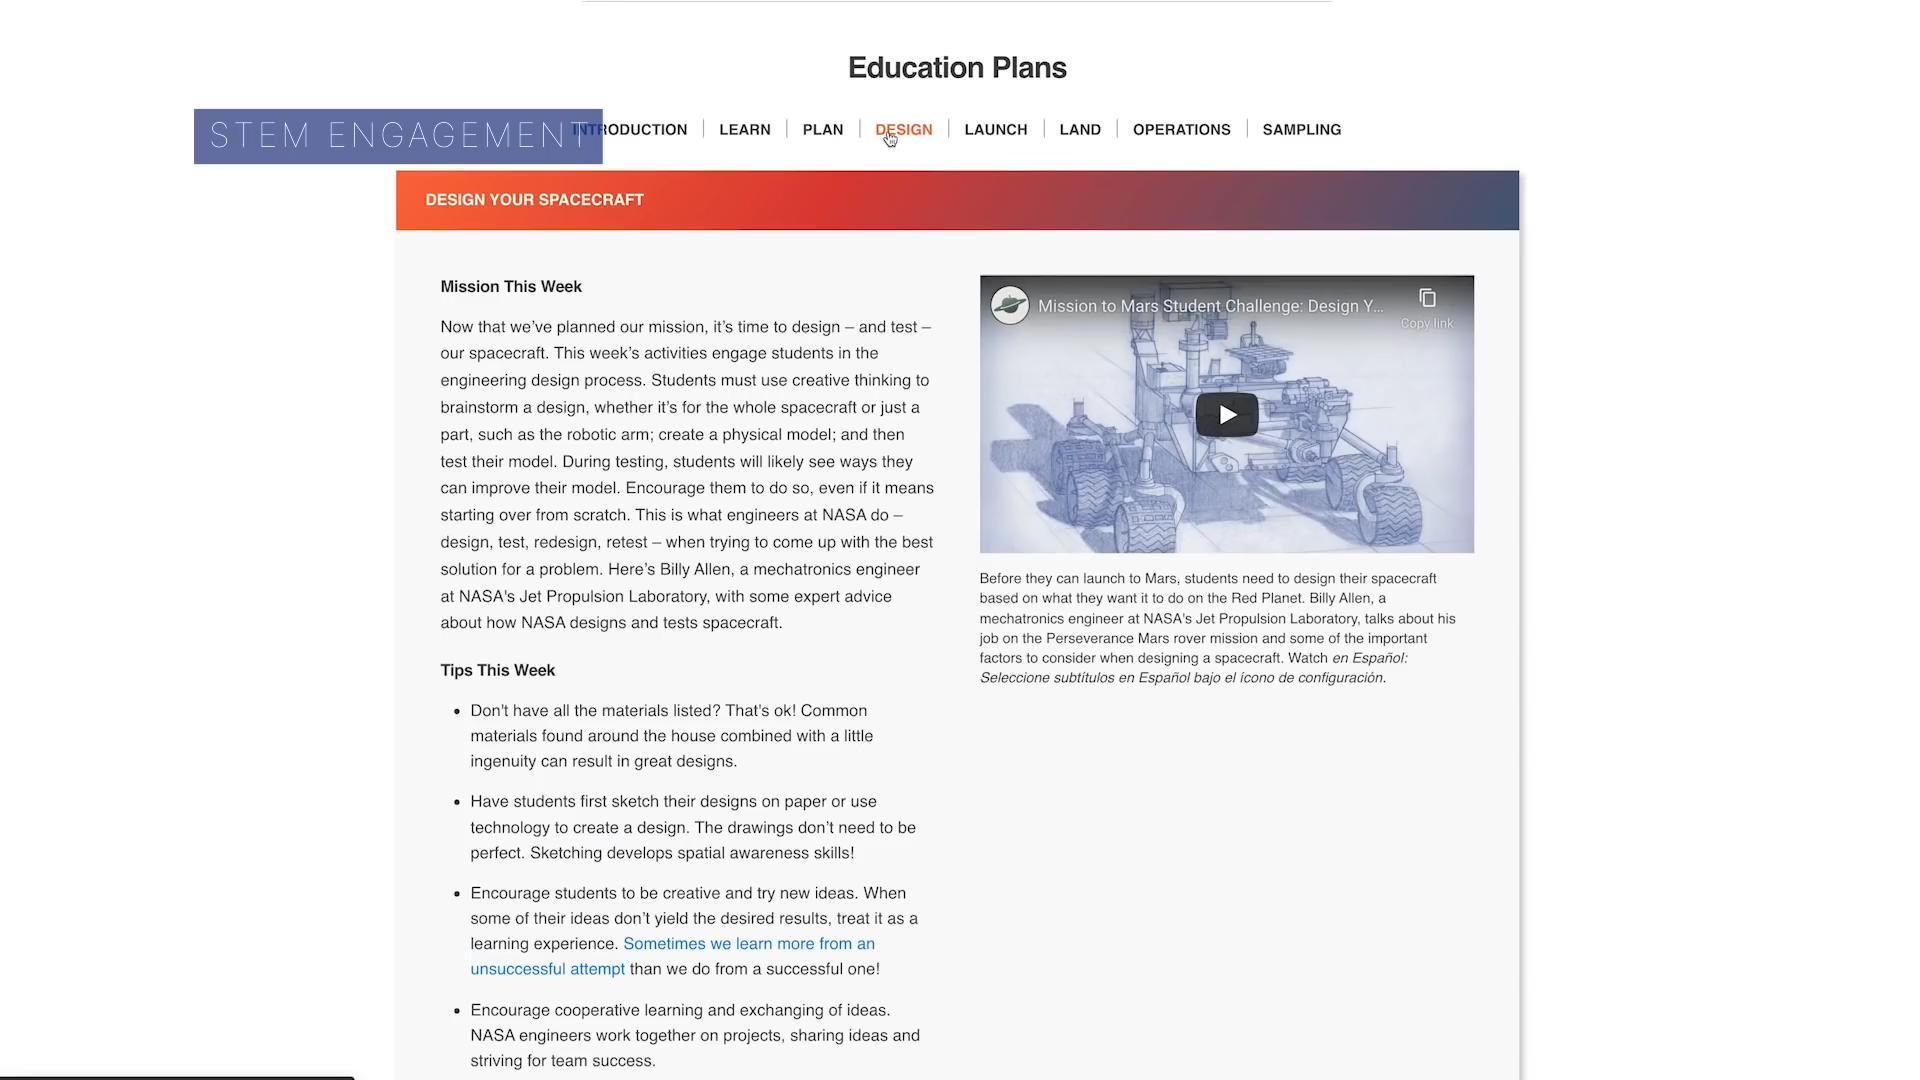 Education Plans
STEM ENGAGEMENT
INTRODUCTION LEARN PLAN DESIGN LAUNCH LAND OPERATIONS SAMPLING
DESIGN YOUR SPACECRAFT
Mission This Week
Now that we’ve planned our mission, it’s time to design – and test –
our spacecraft. This week’s activities engage students in the
engineering design process. Students must use creative thinking to
brainstorm a design, whether it’s for the whole spacecraft or just a
part, such as the robotic arm; create a physical model; and then
test their model. During testing, students will likely see ways they
can improve their model. Encourage them to do so, even if it means
starting over from scratch. This is what engineers at NASA do –
design, test, redesign, retest – when trying to come up with the best
solution for a problem. Here’s Billy Allen, a mechatronics engineer
at NASA's Jet Propulsion Laboratory, with some expert advice
about how NASA designs and tests spacecraft.
Tips This Week
Don't have all the materials listed? That's ok! Common
materials found around the house combined with a little
ingenuity can result in great designs.
Have students first sketch their designs on paper or use
technology to create a design. The drawings don’t need to be
perfect. Sketching develops spatial awareness skills!
Encourage students to be creative and try new ideas. When
some of their ideas don’t yield the desired results, treat it as a
learning experience. Sometimes we learn more from an
unsuccessful attempt than we do from a successful one!
Encourage cooperative learning and exchanging of ideas.
NASA engineers work together on projects, sharing ideas and
striving for team success.
Mission to Mars Student Challenge: Design Y...
Copy link
Before they can launch to Mars, students need to design their spacecraft
based on what they want it to do on the Red Planet. Billy Allen, a
mechatronics engineer at NASA's Jet Propulsion Laboratory, talks about his
job on the Perseverance Mars rover mission and some of the important
factors to consider when designing a spacecraft. Watch en Español:
Seleccione subtítulos en Español bajo el ícono de configuración.